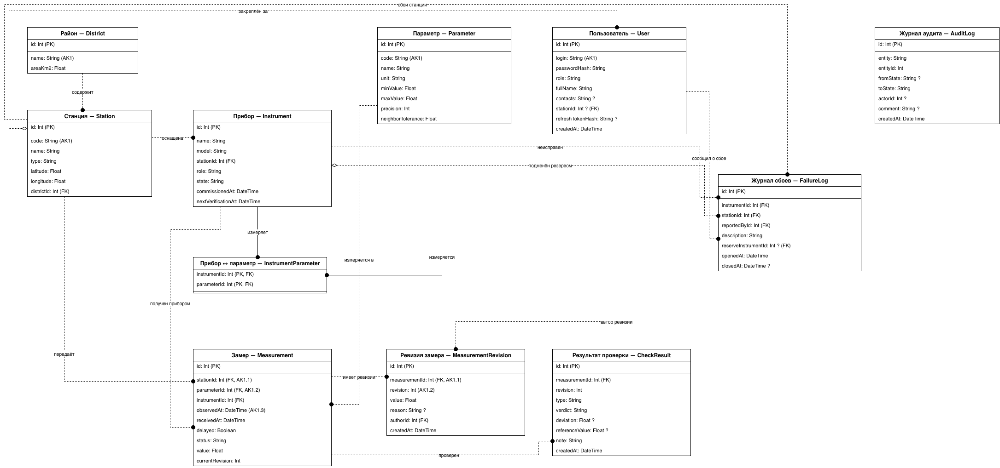 сбои станции
закреплён за
Район — District
id: Int (PK)
name: String (AK1)
areaKm2: Float
Параметр — Parameter
id: Int (PK)
code: String (AK1)
name: String
unit: String
minValue: Float
maxValue: Float
precision: Int
neighborTolerance: Float
Пользователь — User
id: Int (PK)
login: String (AK1)
passwordHash: String
role: String
fullName: String
contacts: String ?
stationId: Int ? (FK)
refreshTokenHash: String ?
createdAt: DateTime
Журнал аудита — AuditLog
id: Int (PK)
entity: String
entityId: Int
fromState: String ?
toState: String
actorId: Int ?
comment: String ?
createdAt: DateTime
содержит
Станция — Station
id: Int (PK)
code: String (AK1)
name: String
type: String
latitude: Float
longitude: Float
districtId: Int (FK)
оснащена
Прибор — Instrument
id: Int (PK)
name: String
model: String
stationId: Int (FK)
role: String
state: String
commissionedAt: DateTime
nextVerificationAt: DateTime
неисправен
сообщил о сбое
подменён резервом
Журнал сбоев — FailureLog
id: Int (PK)
instrumentId: Int (FK)
stationId: Int (FK)
reportedById: Int (FK)
description: String
reserveInstrumentId: Int ? (FK)
openedAt: DateTime
closedAt: DateTime ?
измеряет
измеряется в
измеряется
Прибор ↔ параметр — InstrumentParameter
instrumentId: Int (PK, FK)
parameterId: Int (PK, FK)
получен прибором
автор ревизии
передаёт
Замер — Measurement
id: Int (PK)
stationId: Int (FK, AK1.1)
parameterId: Int (FK, AK1.2)
instrumentId: Int (FK)
observedAt: DateTime (AK1.3)
receivedAt: DateTime
delayed: Boolean
status: String
value: Float
currentRevision: Int
имеет ревизии
Ревизия замера — MeasurementRevision
id: Int (PK)
measurementId: Int (FK, AK1.1)
revision: Int (AK1.2)
value: Float
reason: String ?
authorId: Int (FK)
createdAt: DateTime
проверен
Результат проверки — CheckResult
id: Int (PK)
measurementId: Int (FK)
revision: Int
type: String
verdict: String
deviation: Float ?
referenceValue: Float ?
note: String
createdAt: DateTime